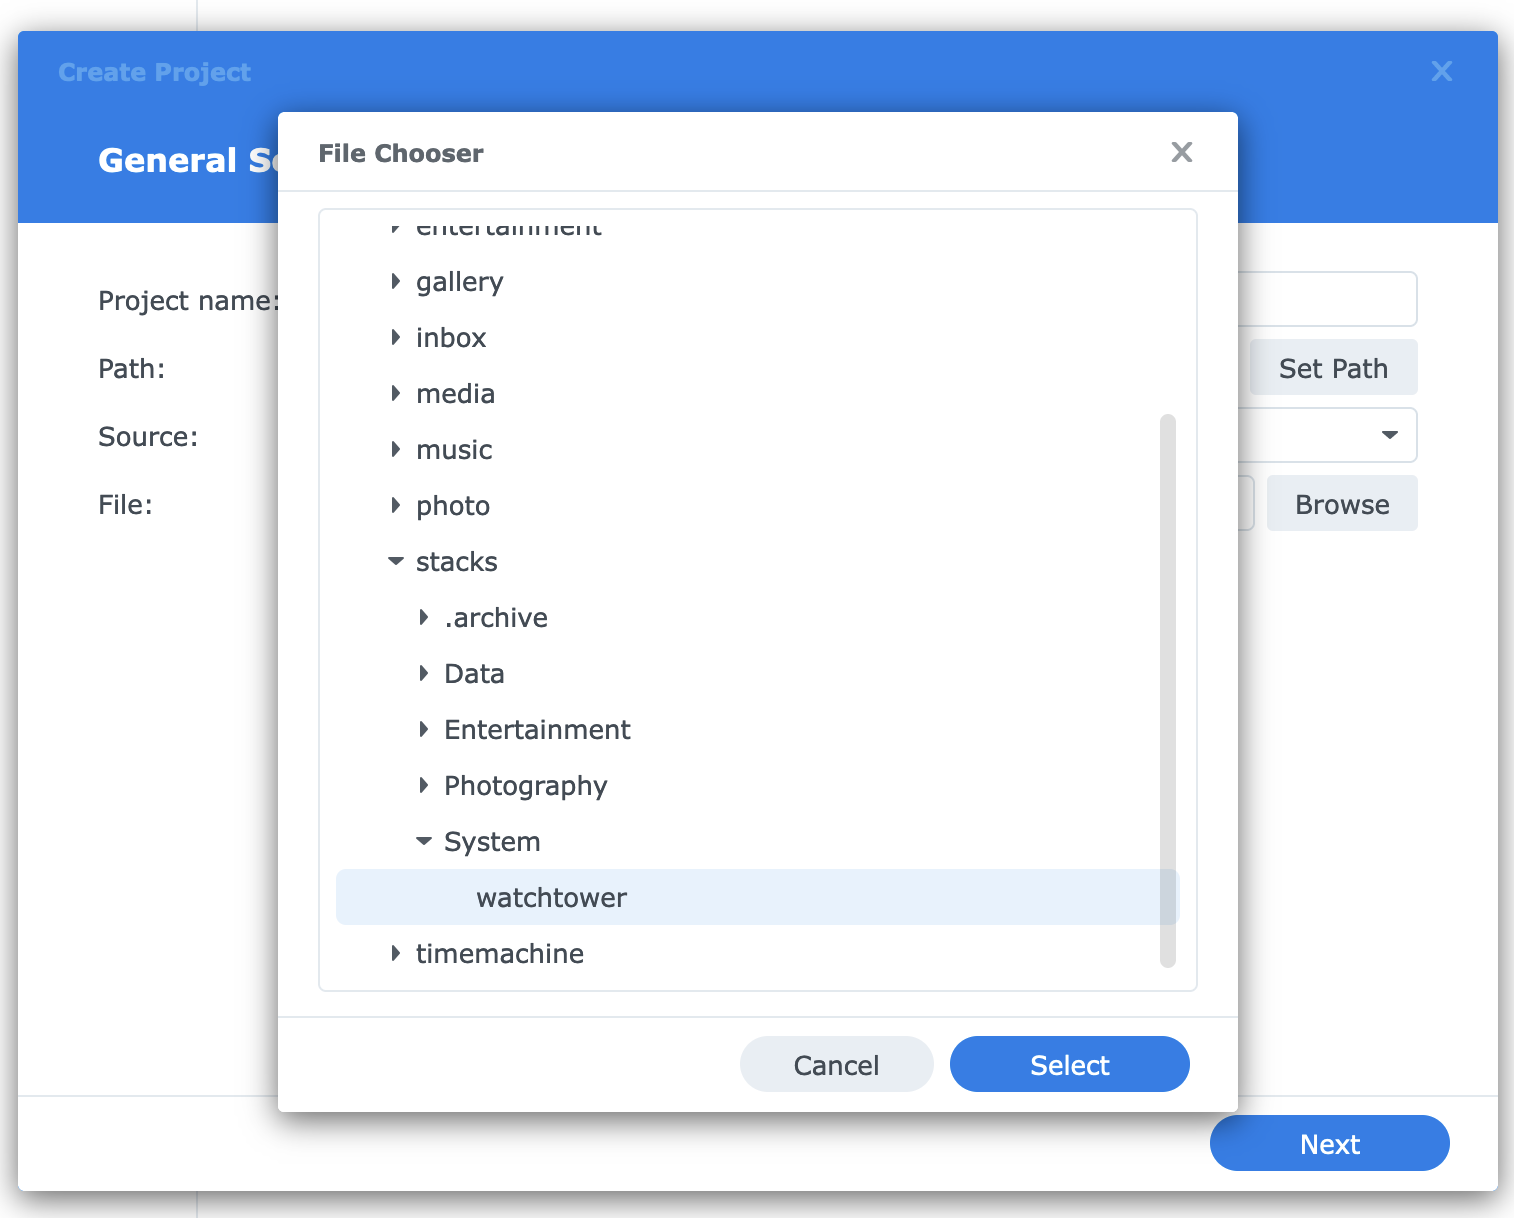 Create Project
General Se
File Chooser
entertainment
gallery
Project name:
inbox
Path:
Set Path
media
Source:
music
File:
photo
Browse
stacks
.archive
Data
Entertainment
Photography
System
watchtower
timemachine
Cancel
Select
Next